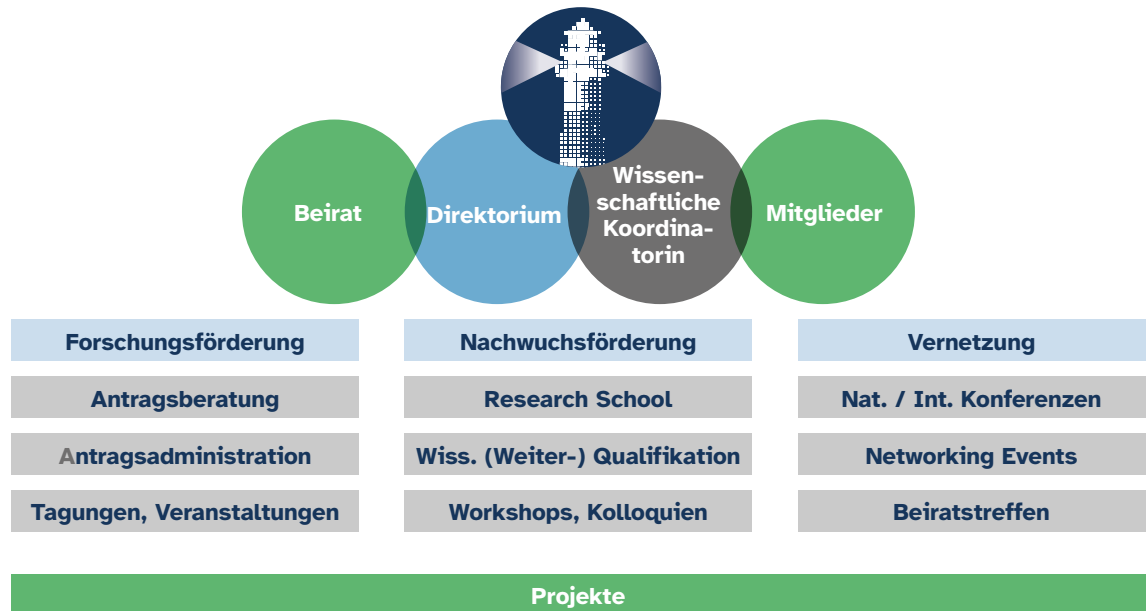 Beirat
Direktorium
Wissen-
schaftliche
Koordina-
torin
Mitglieder
Forschungsförderung
Nachwuchsförderung
Vernetzung
Antragsberatung
Research School
Nat. / Int. Konferenzen
Antragsadministration
Wiss. (Weiter-) Qualifikation
Networking Events
Tagungen, Veranstaltungen
Workshops, Kolloquien
Beiratstreffen
Projekte